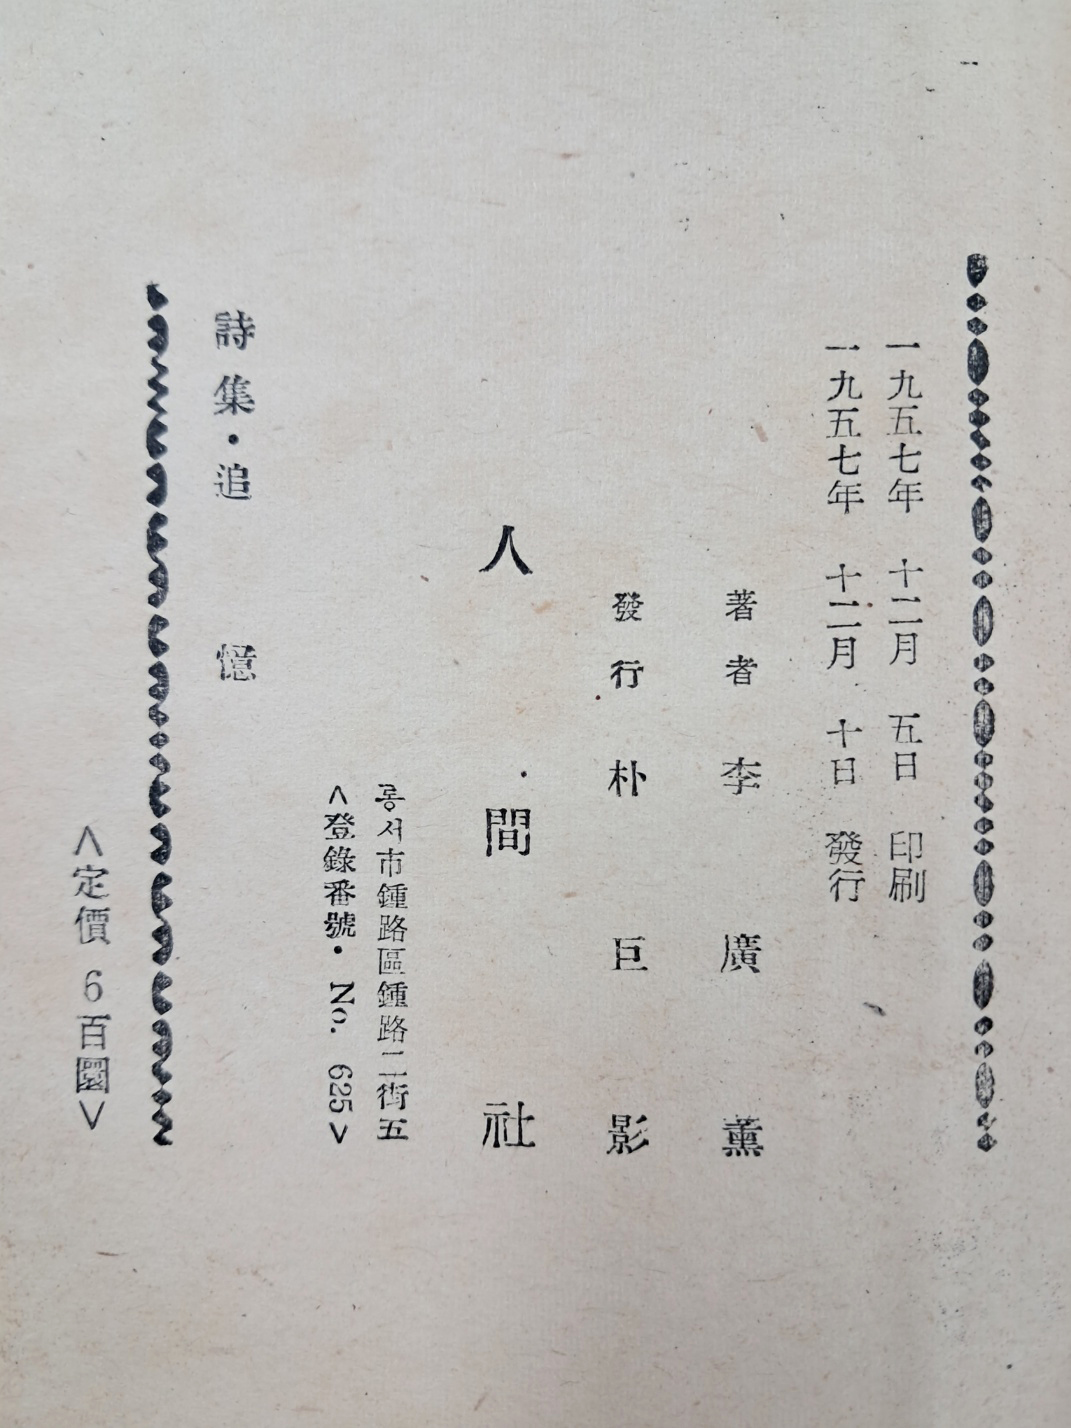 一九五七年 十二月 五日 印刷
一九五七年 十二月 十日 發行
著者 李廣薰
發行 朴巨影
人間社
롱서市鍾路區鍾路二街五
<登錄番號・No. 625>
詩集・追憶
<定價 6百圜>